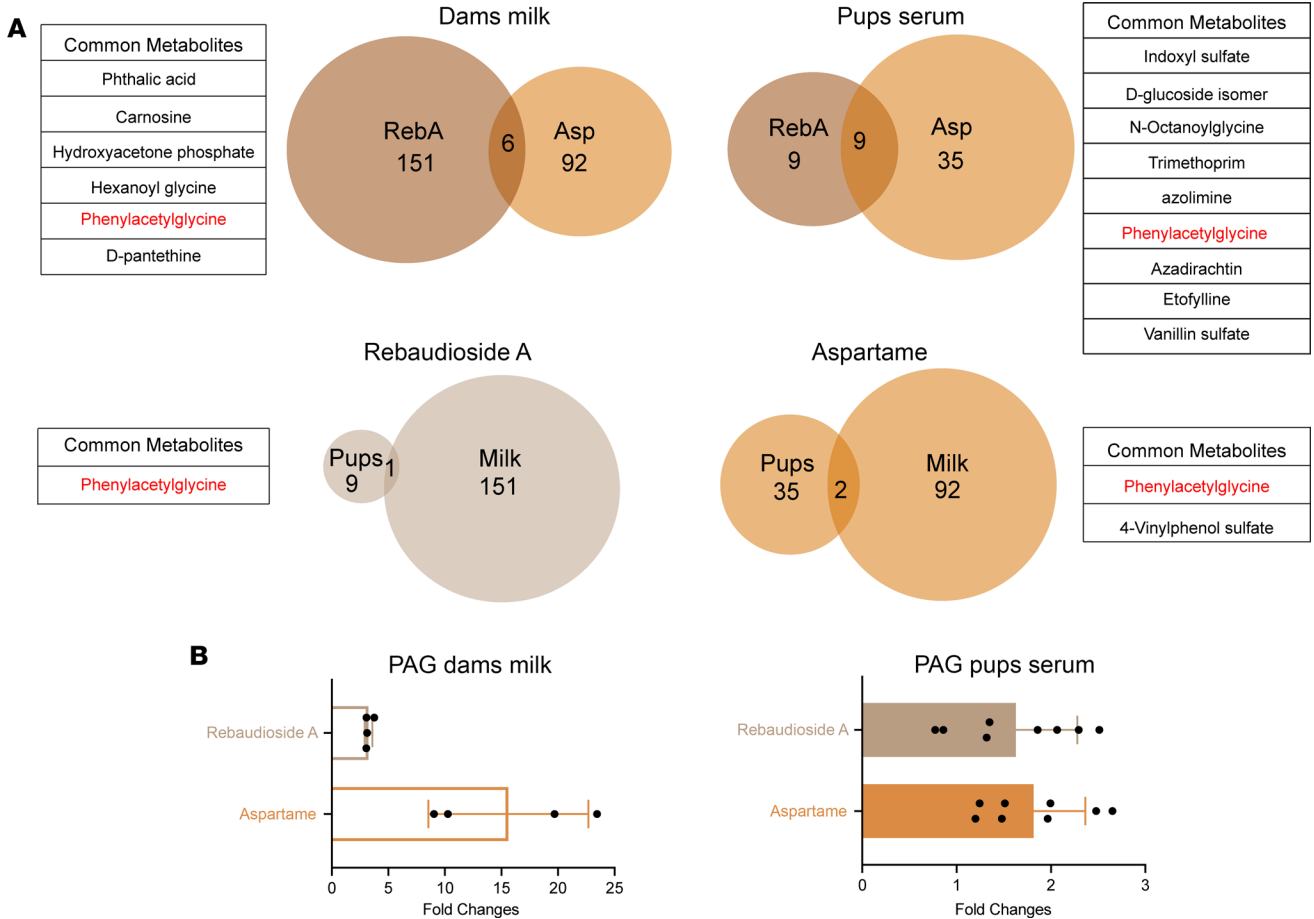 A
Dams milk
Common Metabolites
Phthalic acid
Carnosine
Hydroxyacetone phosphate
Hexanoyl glycine
Phenylacetylglycine
D-pantethine
RebA
151
6
Asp
92
Pups serum
RebA
9
9
Asp
35
Common Metabolites
Indoxyl sulfate
D-glucoside isomer
N-Octanoylglycine
Trimethoprim
azolimine
Phenylacetylglycine
Azadirachtin
Etofylline
Vanillin sulfate
Rebaudioside A
Common Metabolites
Phenylacetylglycine
Pups
9
1
Milk
151
Aspartame
Pups
35
2
Milk
92
Common Metabolites
Phenylacetylglycine
4-Vinylphenol sulfate
B
PAG dams milk
Rebaudioside A
Aspartame
0 5 10 15 20 25
Fold Changes
PAG pups serum
Rebaudioside A
Aspartame
0 1 2 3
Fold Changes